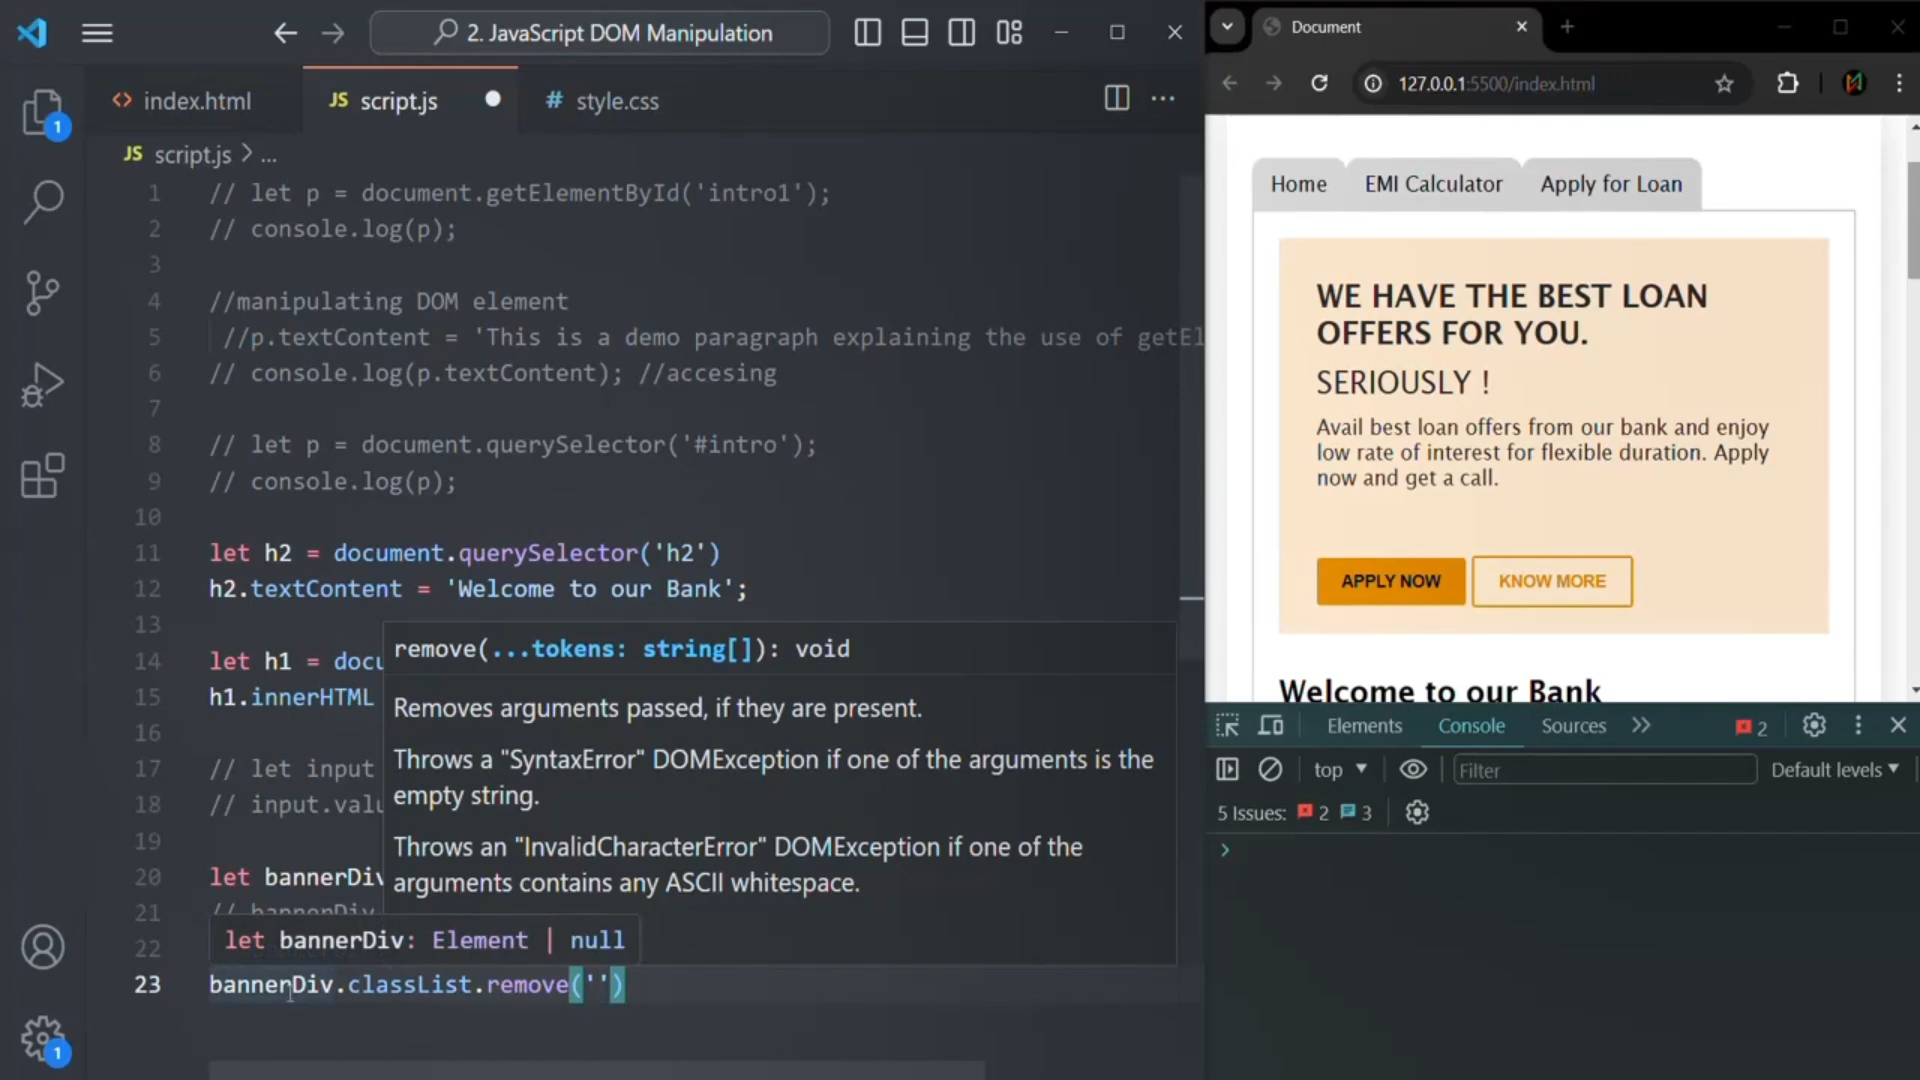 2. JavaScript DOM Manipulation
index.html
JS script.js
# style.css
JS script.js > ...
1 // let p = document.getElementById('intro1');
2 // console.log(p);
3
4 //manipulating DOM element
5 //p.textContent = 'This is a demo paragraph explaining the use of getEl
6 // console.log(p.textContent); //accesing
7
8 // let p = document.querySelector('#intro');
9 // console.log(p);
10
11 let h2 = document.querySelector('h2')
12 h2.textContent = 'Welcome to our Bank';
13
14 let h1 = docu
15 h1.innerHTML
16
17 // let input
18 // input.valu
19
20 let bannerDiv
21 // bannerDiv
22
23 bannerDiv.classList.remove('')
remove(...tokens: string[]): void
Removes arguments passed, if they are present.
Throws a "SyntaxError" DOMException if one of the arguments is the
empty string.
Throws an "InvalidCharacterError" DOMException if one of the
arguments contains any ASCII whitespace.
let bannerDiv: Element | null
1
1
Document
127.0.0.1:5500/index.html
Home
EMI Calculator
Apply for Loan
WE HAVE THE BEST LOAN
OFFERS FOR YOU.
SERIOUSLY !
Avail best loan offers from our bank and enjoy
low rate of interest for flexible duration. Apply
now and get a call.
APPLY NOW
KNOW MORE
Welcome to our Bank
Elements
Console
Sources
2
top
Filter
Default levels
5 Issues: 2 3